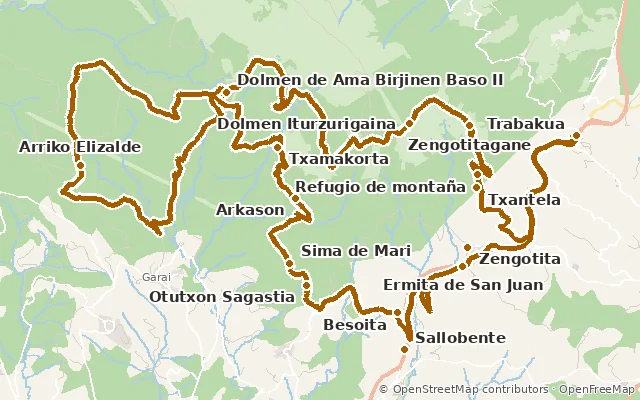 Dolmen de Ama Birjinen Baso II
Dolmen Iturzurigaina
Trabakua
Arriko Elizalde
Zengotitagane
Txamakorta
Refugio de montaña
Txantela
Arkason
Sima de Mari
Zengotita
Garai
Ermita de San Juan
Otutxon Sagastia
Besoita
Sallobente
© OpenStreetMap contributors - OpenFreeMap